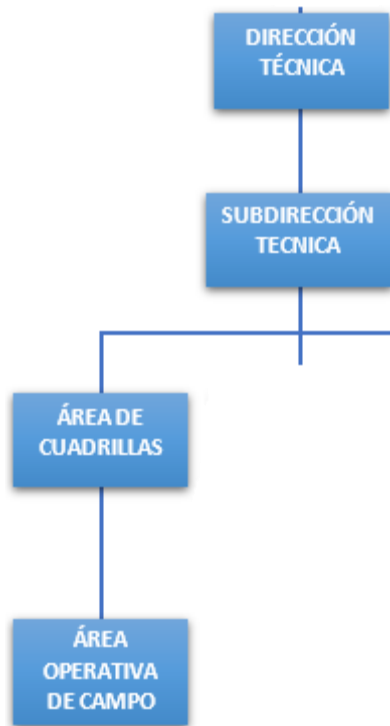 DIRECCIÓN
TÉCNICA
SUBDIRECCIÓN
TECNICA
ÁREA DE
CUADRILLAS
ÁREA
OPERATIVA
DE CAMPO